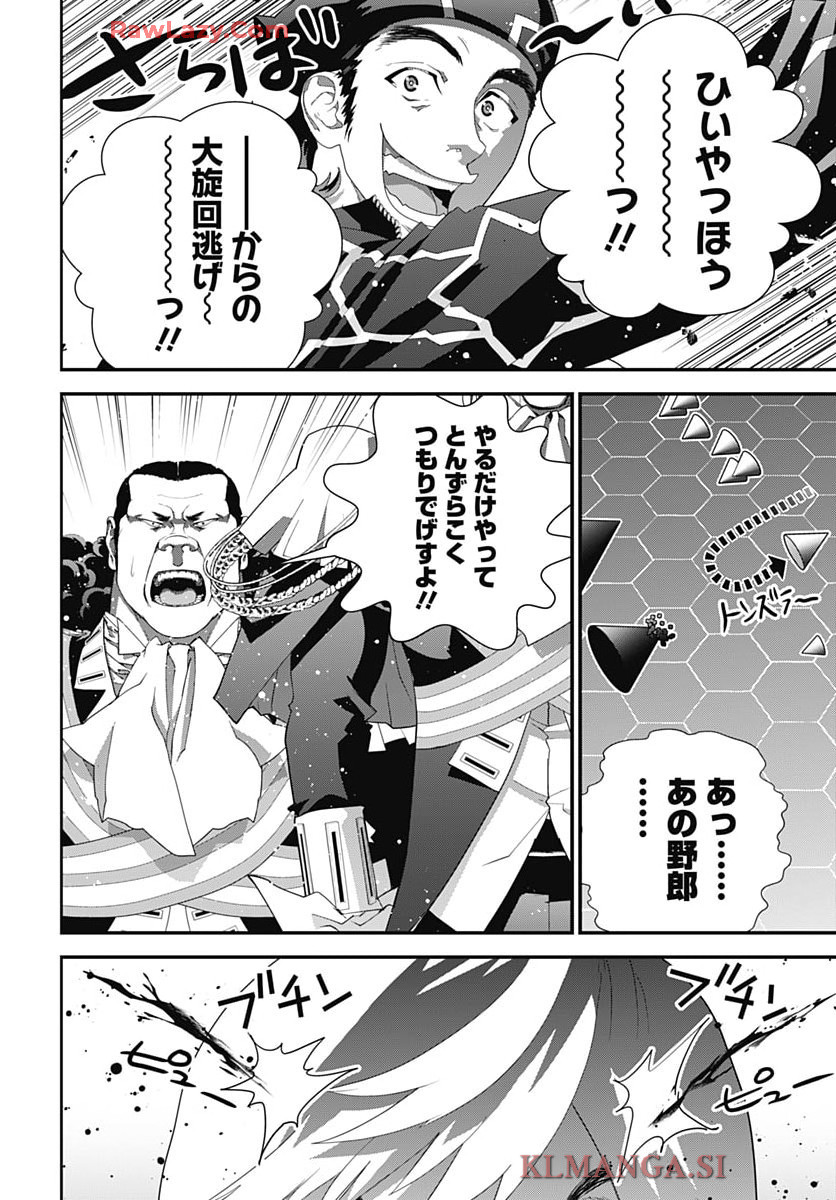 RawLazy.Com
ひいやっほう
〜〜〜っ!!
さらば
〜〜
――からの
大旋回逃げ〜
〜〜〜っ!!
トンズラ〜
あっ……
あの野郎
……
やるだけやって
とんずらこく
つもりでげすよ!!
ブチン
ピュー
ブチン
ピュー
KLMANGA.SI